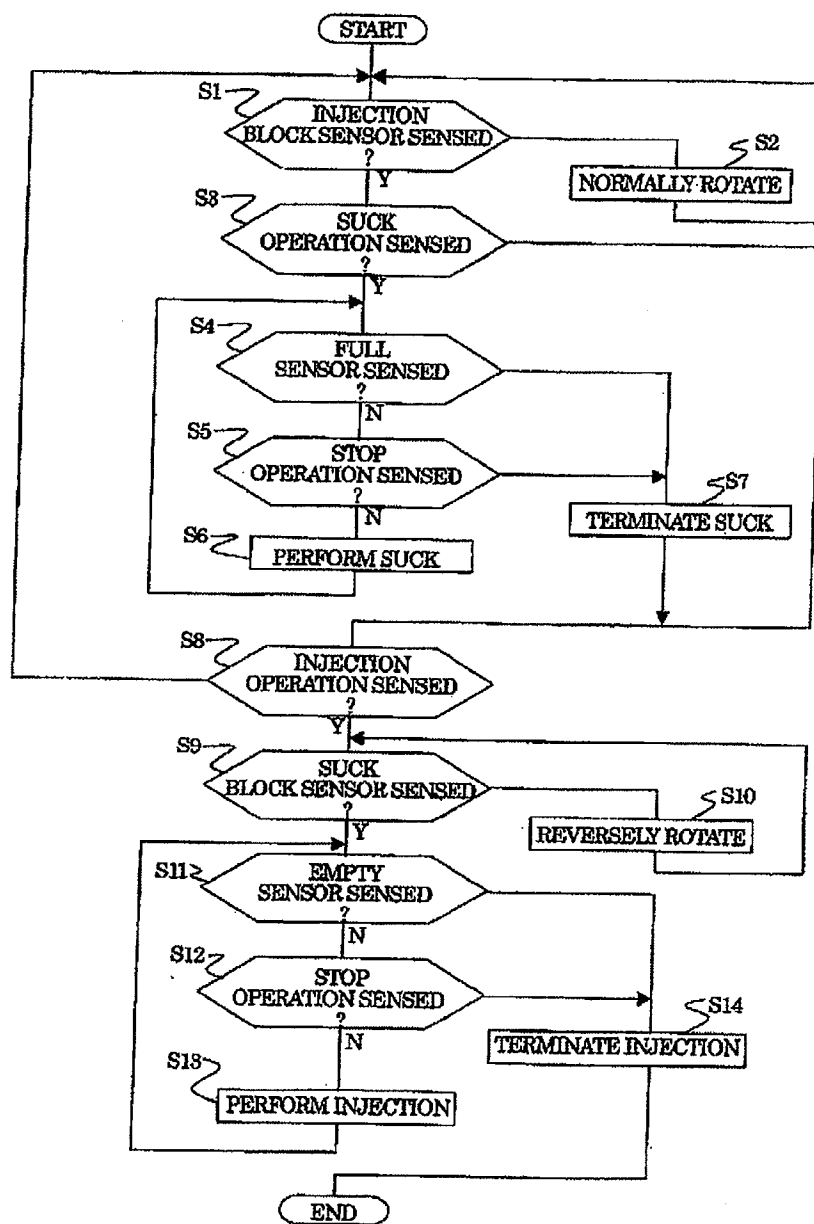 START
S1
INJECTION
BLOCK SENSOR SENSED
?
Y
S2
NORMALLY ROTATE
S3
SUCK
OPERATION SENSED
?
Y
S4
FULL
SENSOR SENSED
?
N
S5
STOP
OPERATION SENSED
?
N
S7
TERMINATE SUCK
S6
PERFORM SUCK
S8
INJECTION
OPERATION SENSED
?
Y
S9
SUCK
BLOCK SENSOR SENSED
?
Y
S10
REVERSELY ROTATE
S11
EMPTY
SENSOR SENSED
?
N
S12
STOP
OPERATION SENSED
?
N
S14
TERMINATE INJECTION
S13
PERFORM INJECTION
END